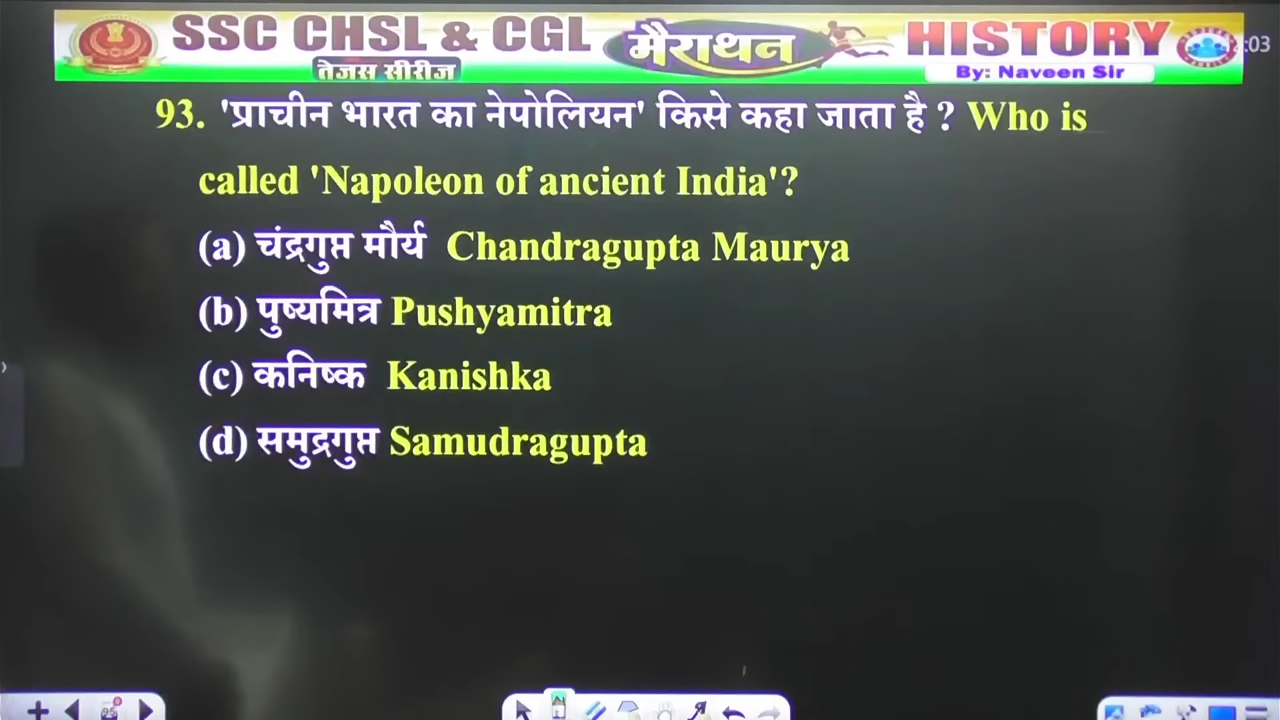 SSC CHSL & CGL मैराथन HISTORY
तेजस सीरीज By: Naveen Sir
93. 'प्राचीन भारत का नेपोलियन' किसे कहा जाता है ? Who is
called 'Napoleon of ancient India'?
(a) चंद्रगुप्त मौर्य Chandragupta Maurya
(b) पुष्यमित्र Pushyamitra
(c) कनिष्क Kanishka
(d) समुद्रगुप्त Samudragupta